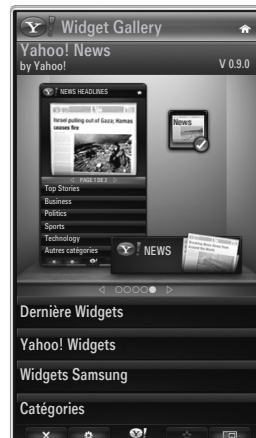 Y! Widget Gallery
Yahoo! News
by Yahoo! V 0.9.0
Y! NEWS HEADLINES
Israel pulling out of Gaza; Hamas
ceases fire
News
PAGE 1 DE 2
Top Stories
Business
Politics
Sports
Technology
Autres catégories
Y! NEWS
Dernière Widgets
Yahoo! Widgets
Widgets Samsung
Catégories
Y!